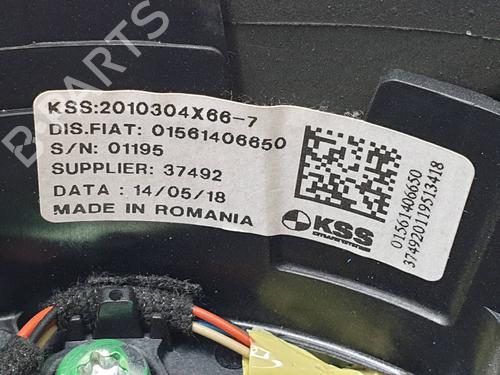 KSS:2010304X66-7
DIS.FIAT: 01561406650
S/N: 01195
SUPPLIER: 37492
DATA : 14/05/18
MADE IN ROMANIA
KSS
01561406650
374920119513418
PARTS